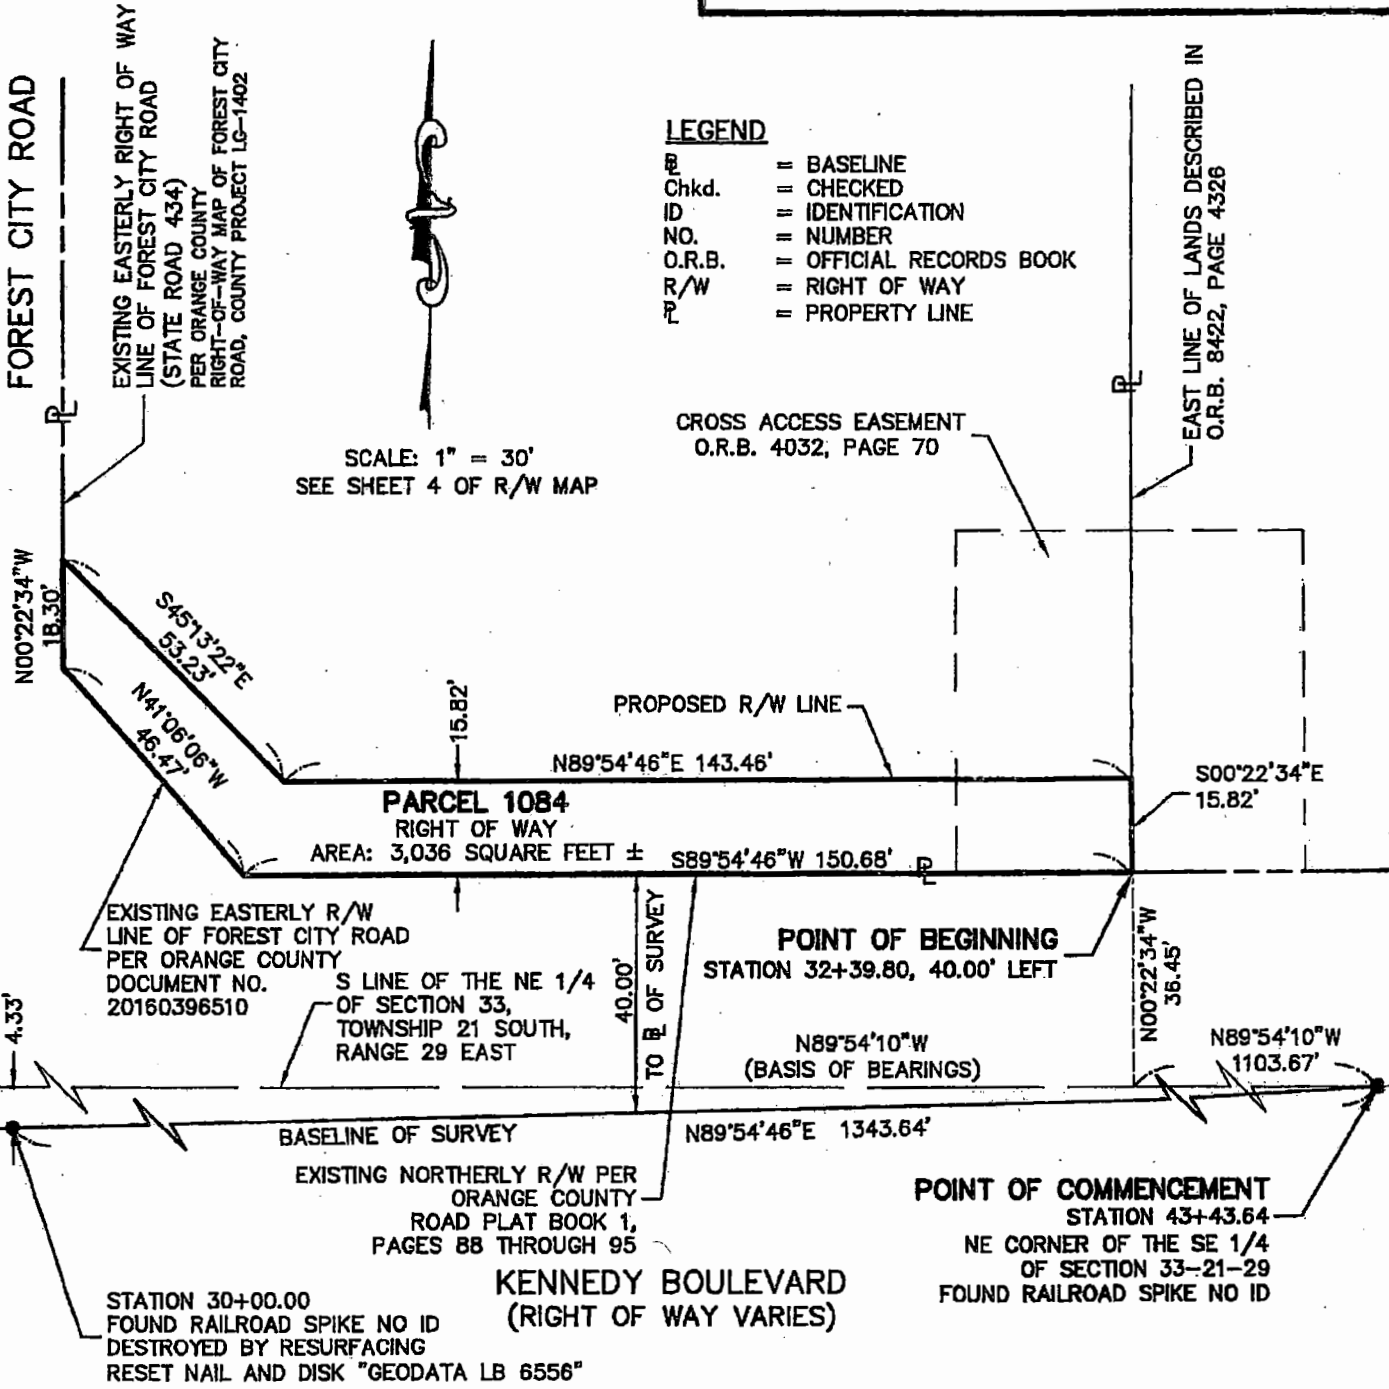 FOREST CITY ROAD
EXISTING EASTERLY RIGHT OF WAY
LINE OF FOREST CITY ROAD
(STATE ROAD 434)
PER ORANGE COUNTY
RIGHT-OF-WAY MAP OF FOREST CITY
ROAD, COUNTY PROJECT LG-1402
SCALE: 1" = 30'
SEE SHEET 4 OF R/W MAP
LEGEND
BL = BASELINE
Chkd. = CHECKED
ID = IDENTIFICATION
NO. = NUMBER
O.R.B. = OFFICIAL RECORDS BOOK
R/W = RIGHT OF WAY
PL = PROPERTY LINE
EAST LINE OF LANDS DESCRIBED IN
O.R.B. 8422, PAGE 4326
PL
PL
CROSS ACCESS EASEMENT
O.R.B. 4032, PAGE 70
N00°22'34"W
18.30'
S45°13'22"E
53.23'
N41°06'06"W
46.47'
15.82'
PROPOSED R/W LINE
N89°54'46"E 143.46'
S00°22'34"E
15.82'
PARCEL 1084
RIGHT OF WAY
AREA: 3,036 SQUARE FEET ±
S89°54'46"W 150.68'
PL
EXISTING EASTERLY R/W
LINE OF FOREST CITY ROAD
PER ORANGE COUNTY
DOCUMENT NO.
20160396510
S LINE OF THE NE 1/4
OF SECTION 33,
TOWNSHIP 21 SOUTH,
RANGE 29 EAST
40.00'
TO BL OF SURVEY
POINT OF BEGINNING
STATION 32+39.80, 40.00' LEFT
N00°22'34"W
36.45'
4.33'
N89°54'10"W
(BASIS OF BEARINGS)
N89°54'10"W
1103.67'
BASELINE OF SURVEY
N89°54'46"E 1343.64'
EXISTING NORTHERLY R/W PER
ORANGE COUNTY
ROAD PLAT BOOK 1,
PAGES 88 THROUGH 95
POINT OF COMMENCEMENT
STATION 43+43.64
NE CORNER OF THE SE 1/4
OF SECTION 33-21-29
FOUND RAILROAD SPIKE NO ID
KENNEDY BOULEVARD
(RIGHT OF WAY VARIES)
STATION 30+00.00
FOUND RAILROAD SPIKE NO ID
DESTROYED BY RESURFACING
RESET NAIL AND DISK "GEODATA LB 6556"